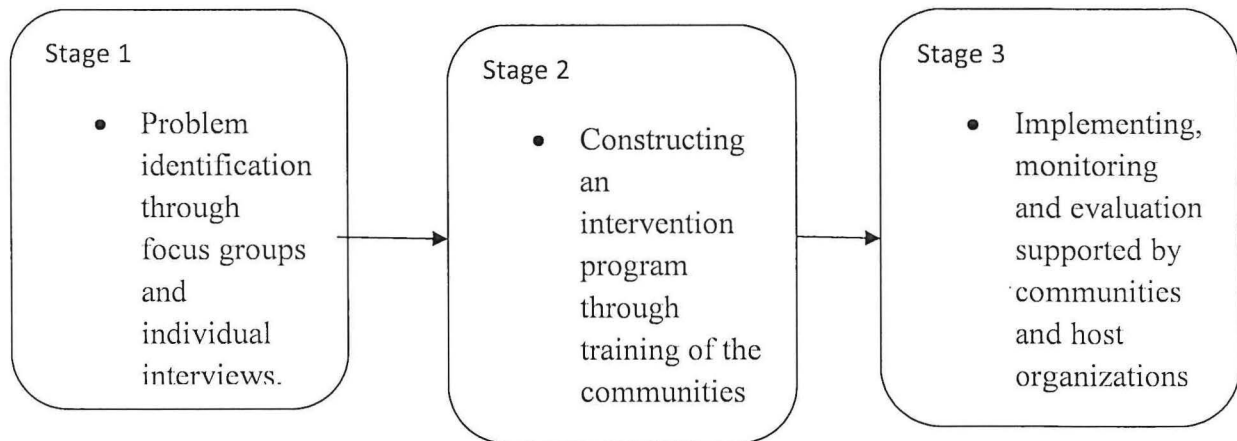 Stage 1
• Problem
identification
through
focus groups
and
individual
interviews.
Stage 2
• Constructing
an
intervention
program
through
training of the
communities
Stage 3
• Implementing,
monitoring
and evaluation
supported by
communities
and host
organizations